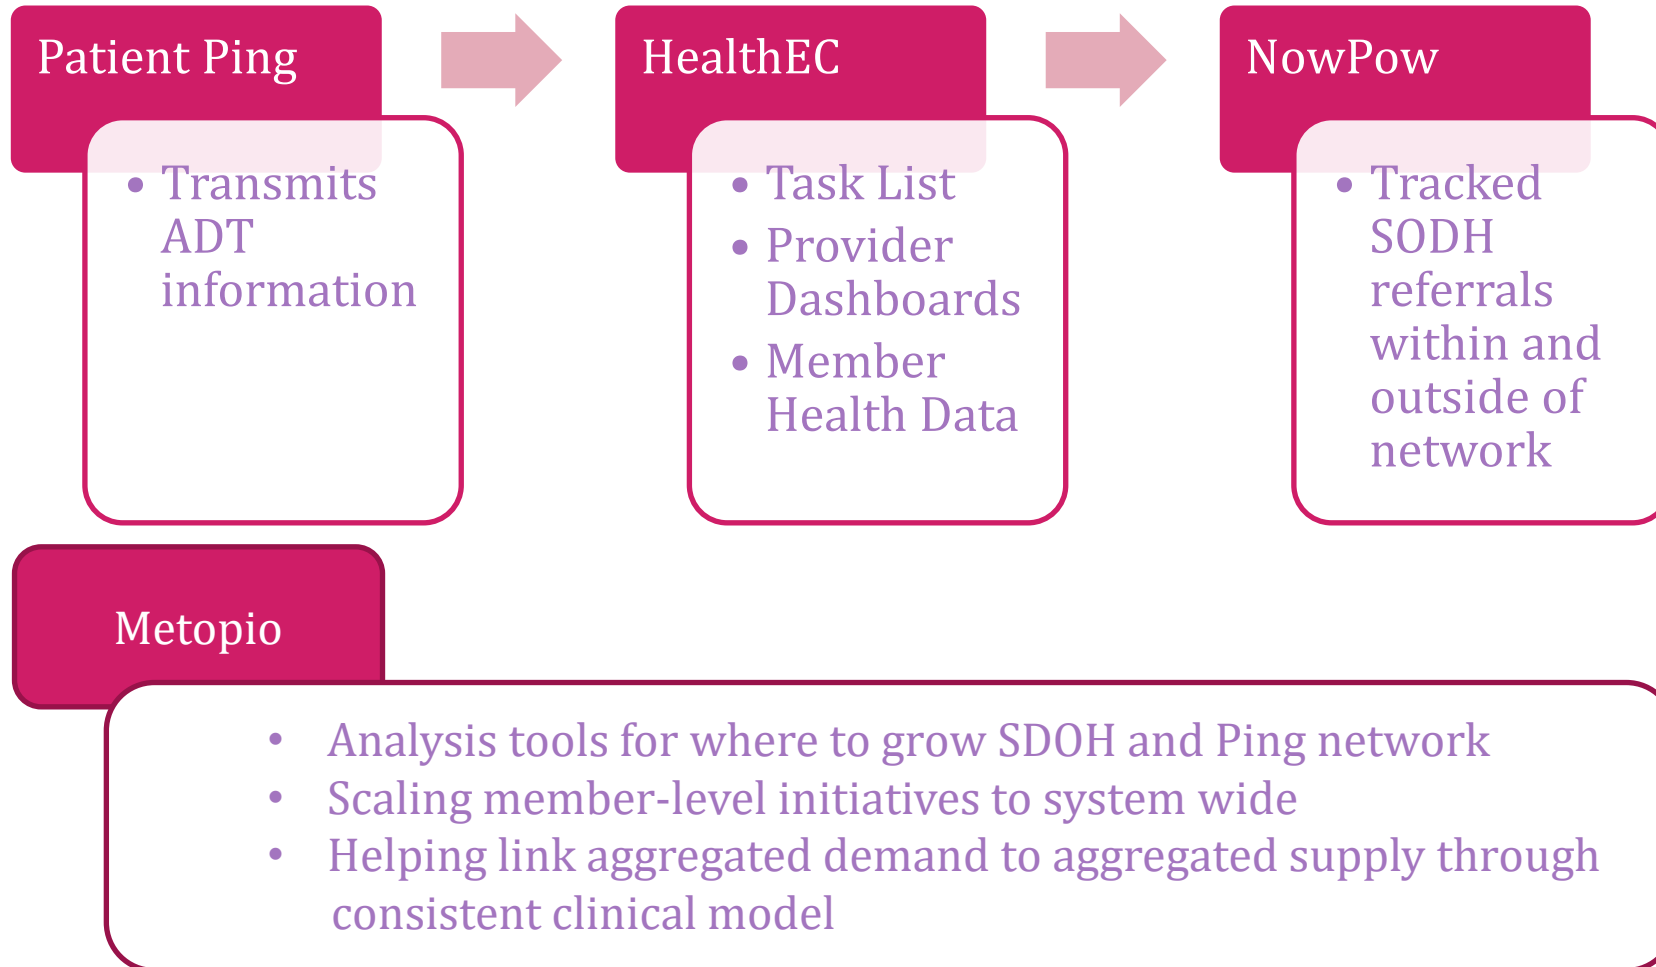 Patient Ping
• Transmits
ADT
information
HealthEC
• Task List
• Provider
Dashboards
• Member
Health Data
NowPow
• Tracked
SODH
referrals
within and
outside of
network
Metopio
• Analysis tools for where to grow SDOH and Ping network
• Scaling member-level initiatives to system wide
• Helping link aggregated demand to aggregated supply through
consistent clinical model